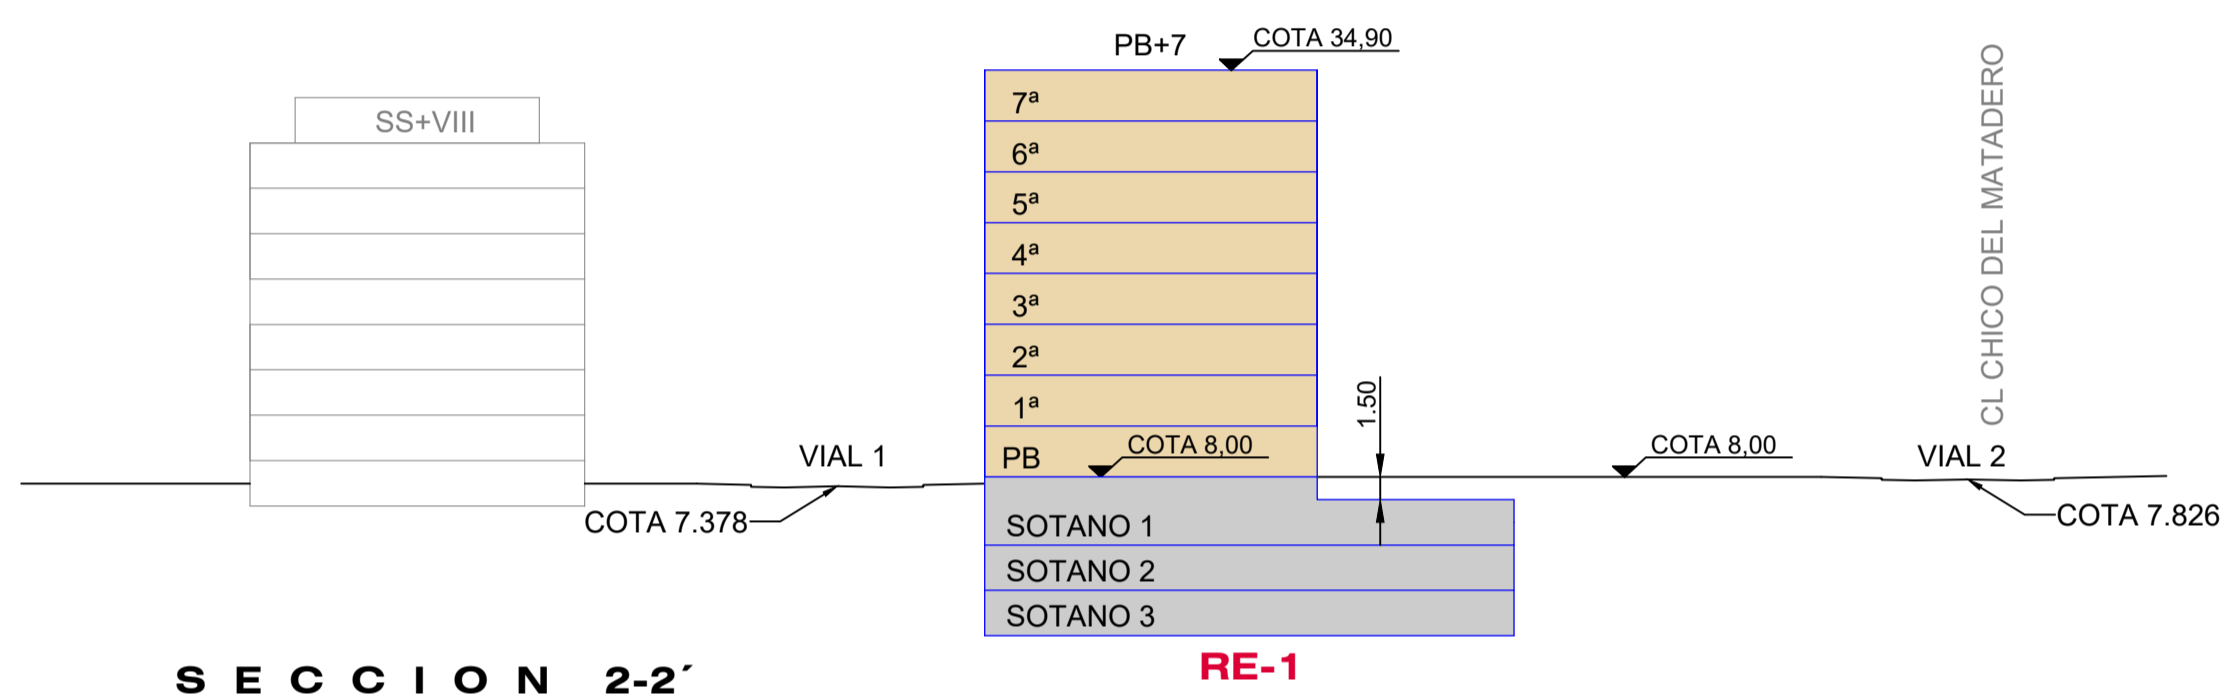 PB+7
COTA 34,90
SS+VIII
7ª
6ª
5ª
4ª
3ª
2ª
1ª
PB
COTA 8,00
1.50
VIAL 1
COTA 7.378
COTA 8,00
VIAL 2
COTA 7.826
CL CHICO DEL MATADERO
SOTANO 1
SOTANO 2
SOTANO 3
RE-1
SECCION 2-2´